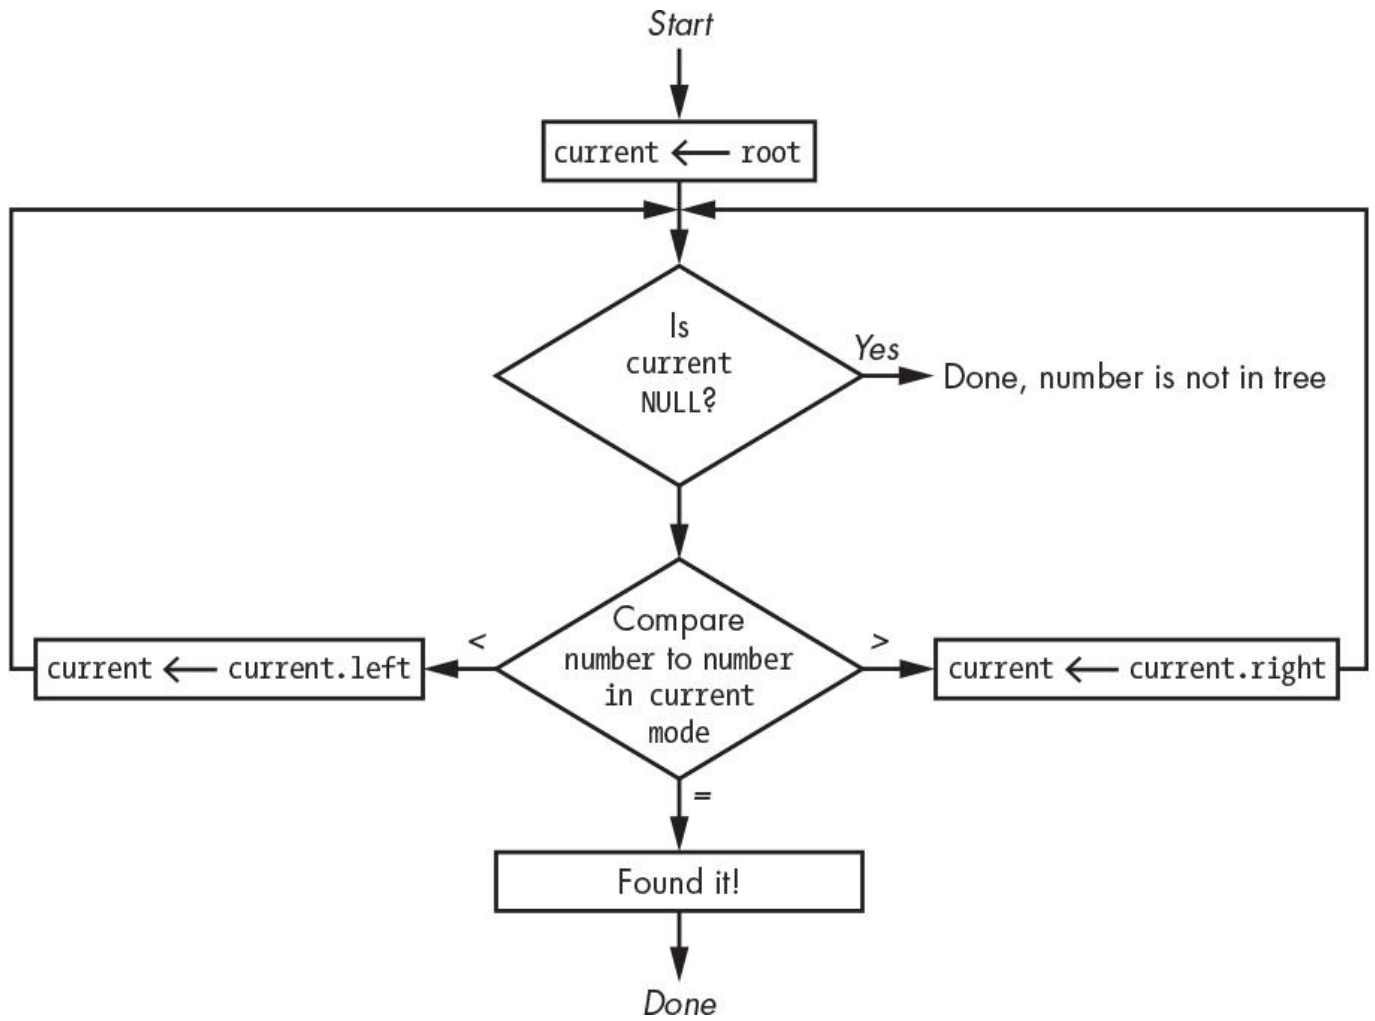 Start
current ← root
Is
current
NULL?
Yes
Done, number is not in tree
<
current ← current.left
Compare
number to number
in current
mode
>
current ← current.right
=
Found it!
Done